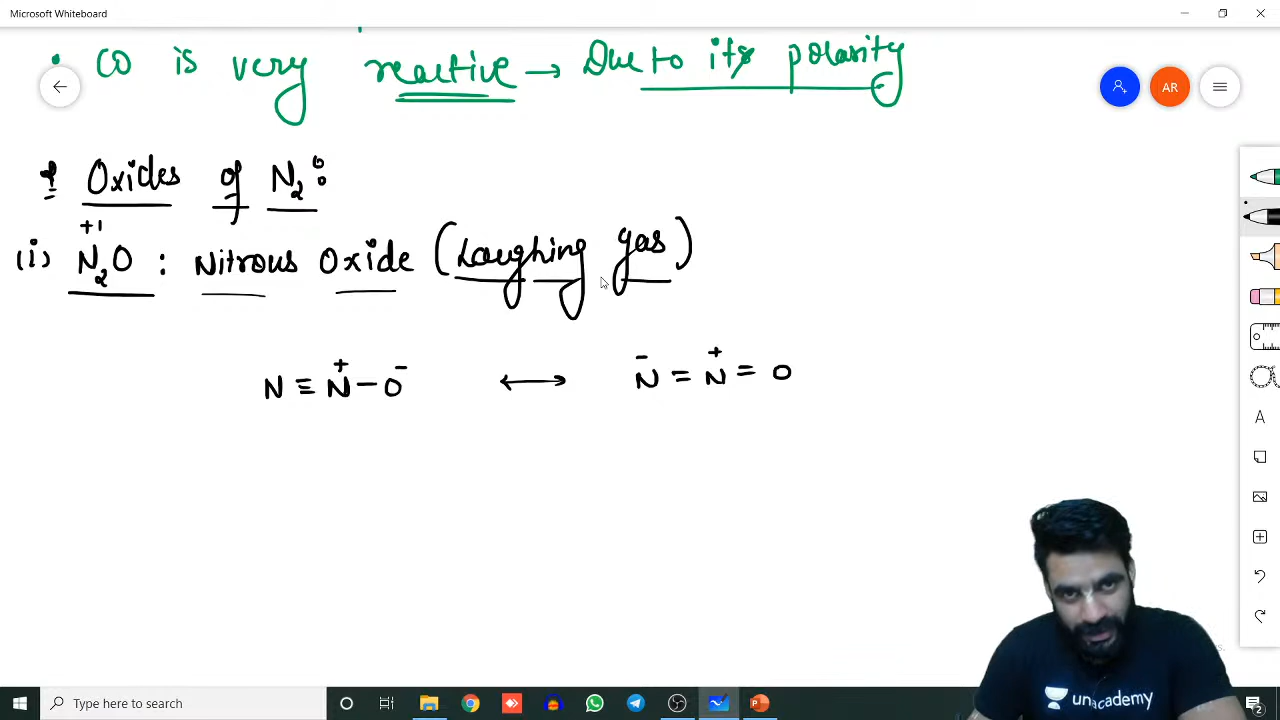 Microsoft Whiteboard
• CO is very reactive → Due to its polarity
AR
* Oxides of N₂ :
+1
(i) N₂O : Nitrous Oxide (Laughing gas)
N ≡ N⁺ – O⁻ ↔ N⁻ = N⁺ = O
A
unacademy
Type here to search
2